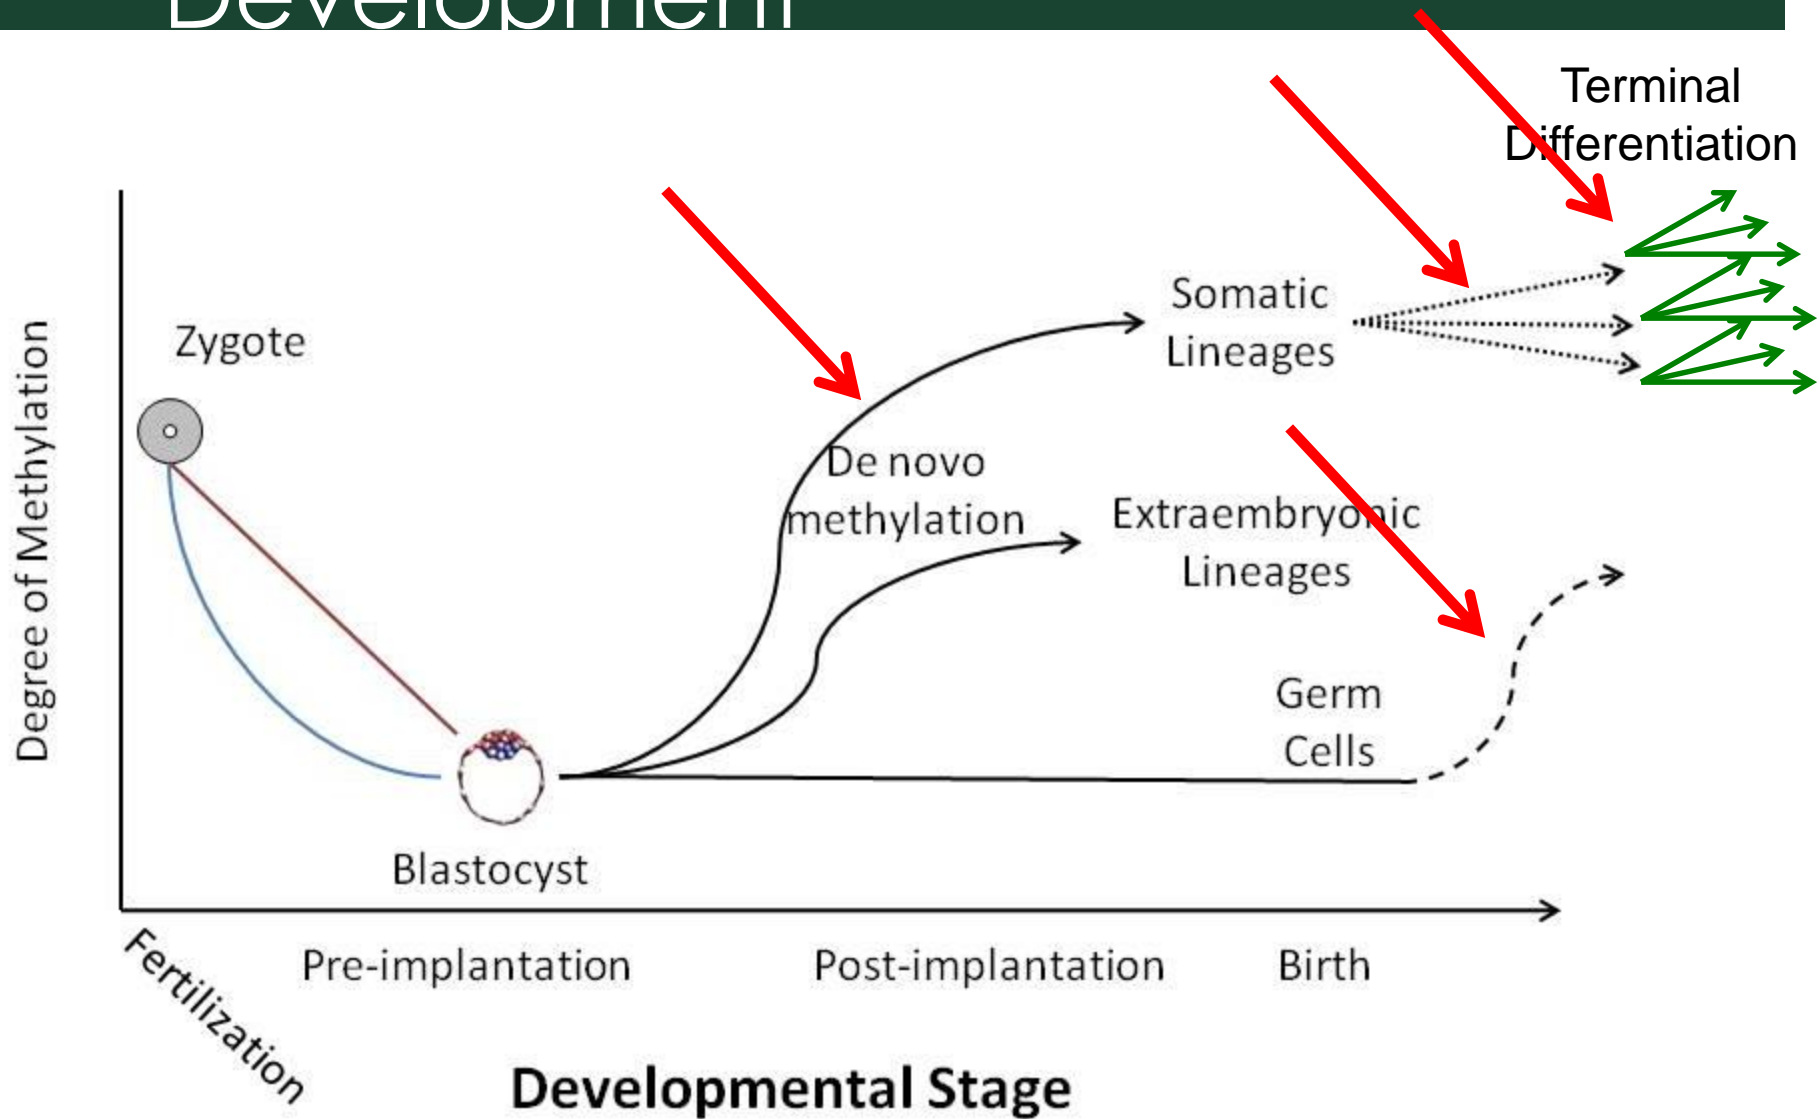 Development
Terminal
Differentiation
Zygote
Somatic
Lineages
De novo
methylation
Extraembryonic
Lineages
Germ
Cells
Blastocyst
Degree of Methylation
Fertilization
Pre-implantation
Post-implantation
Birth
Developmental Stage